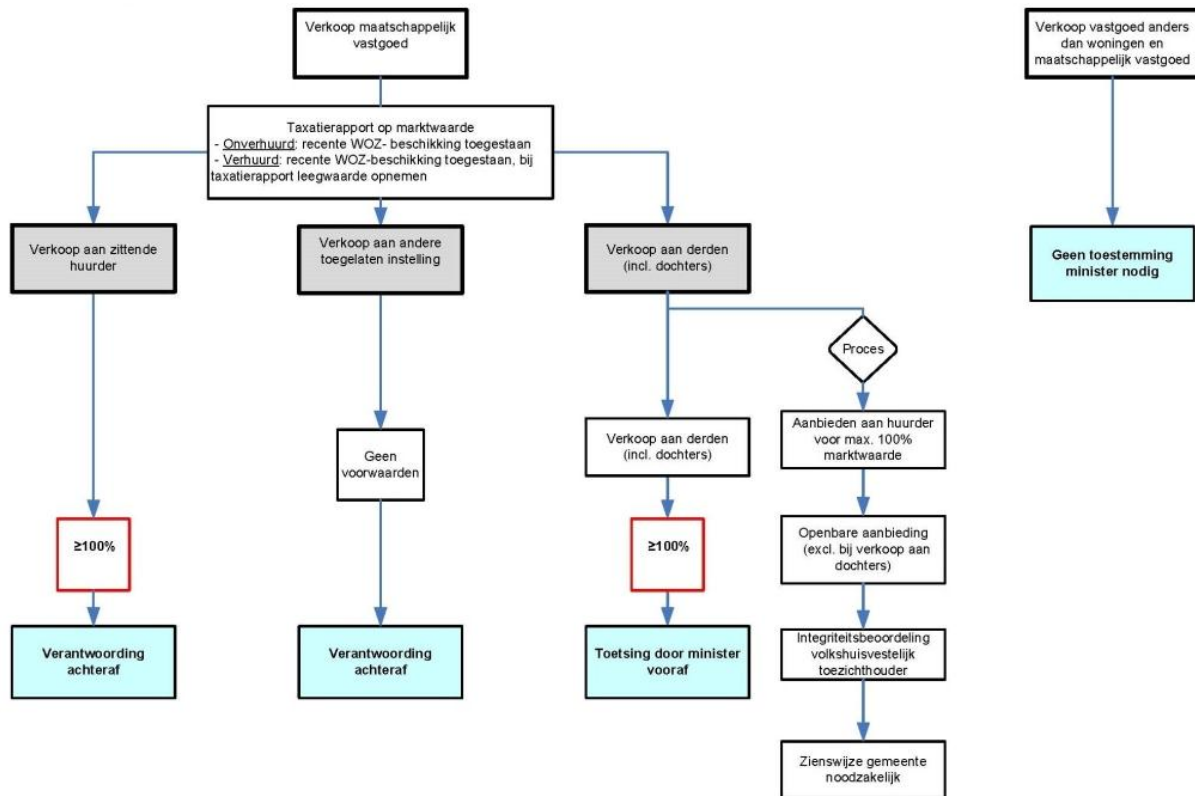 Verkoop maatschappelijk
vastgoed
Verkoop vastgoed anders
dan woningen en
maatschappelijk vastgoed
Taxatierapport op marktwaarde
- Onverhuurd: recente WOZ- beschikking toegestaan
- Verhuurd: recente WOZ-beschikking toegestaan, bij
taxatierapport leegwaarde opnemen
Verkoop aan zittende
huurder
Verkoop aan andere
toegelaten instelling
Verkoop aan derden
(incl. dochters)
Geen toestemming
minister nodig
Proces
Geen
voorwaarden
Verkoop aan derden
(incl. dochters)
Aanbieden aan huurder
voor max. 100%
marktwaarde
≥100%
≥100%
Openbare aanbieding
(excl. bij verkoop aan
dochters)
Verantwoording
achteraf
Verantwoording
achteraf
Toetsing door minister
vooraf
Integriteitsbeoordeling
volkshuisvestelijk
toezichthouder
Zienswijze gemeente
noodzakelijk